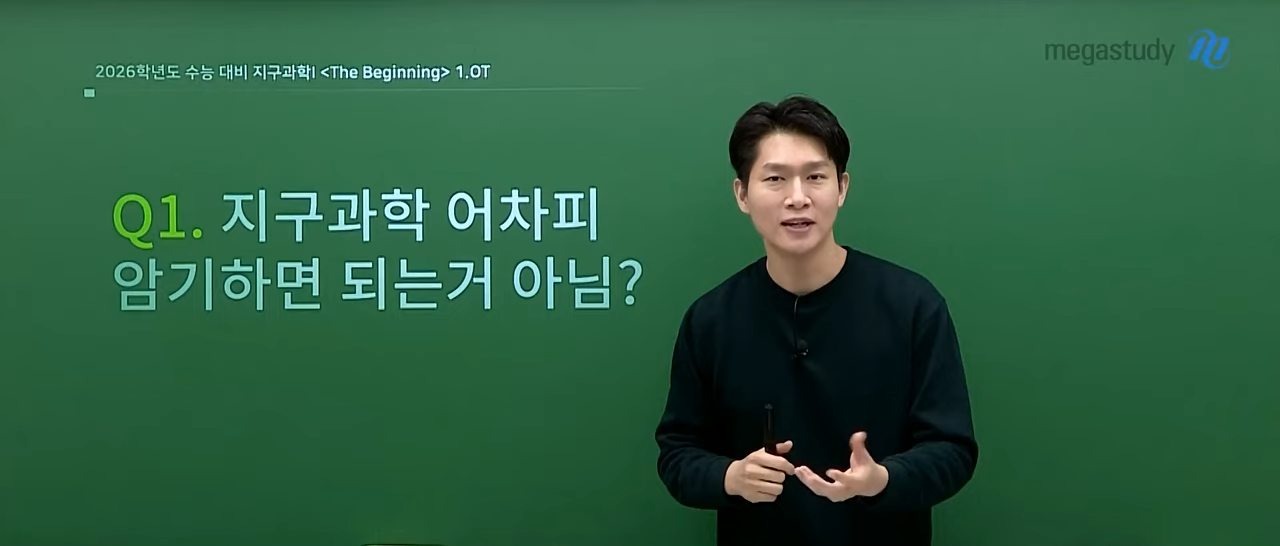 megastudy
2026학년도 수능 대비 지구과학I <The Beginning> 1.OT
Q1. 지구과학 어차피
암기하면 되는거 아님?